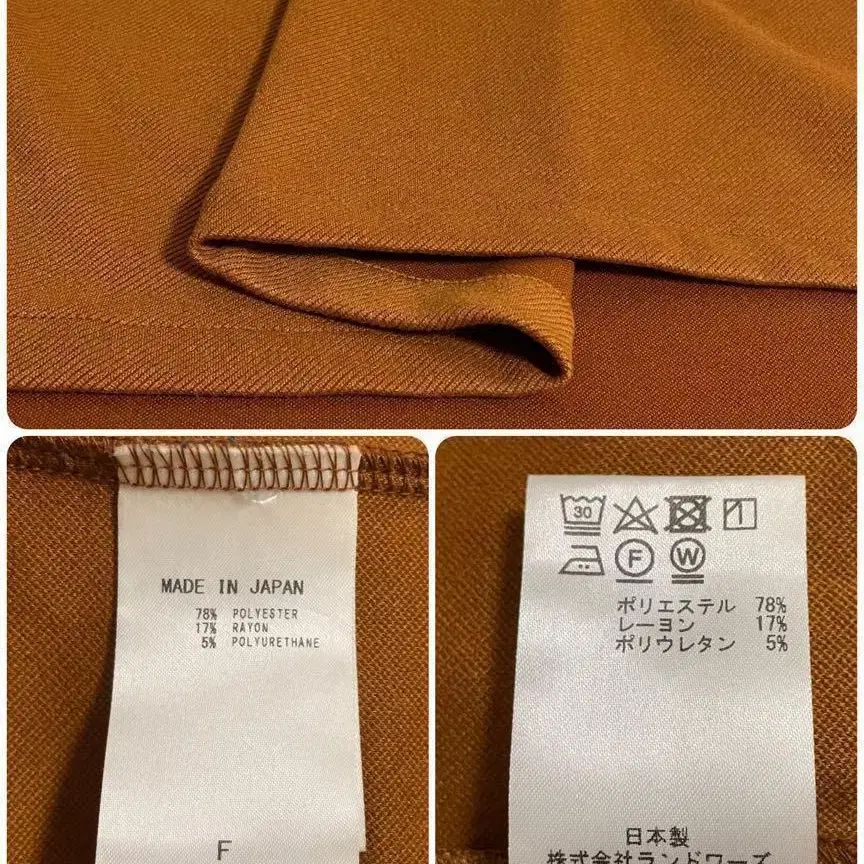 MADE IN JAPAN
78% POLYESTER
17% RAYON
5% POLYURETHANE
F
30
F W
ポリエステル 78%
レーヨン 17%
ポリウレタン 5%
日本製
株式会社ランドワーズ